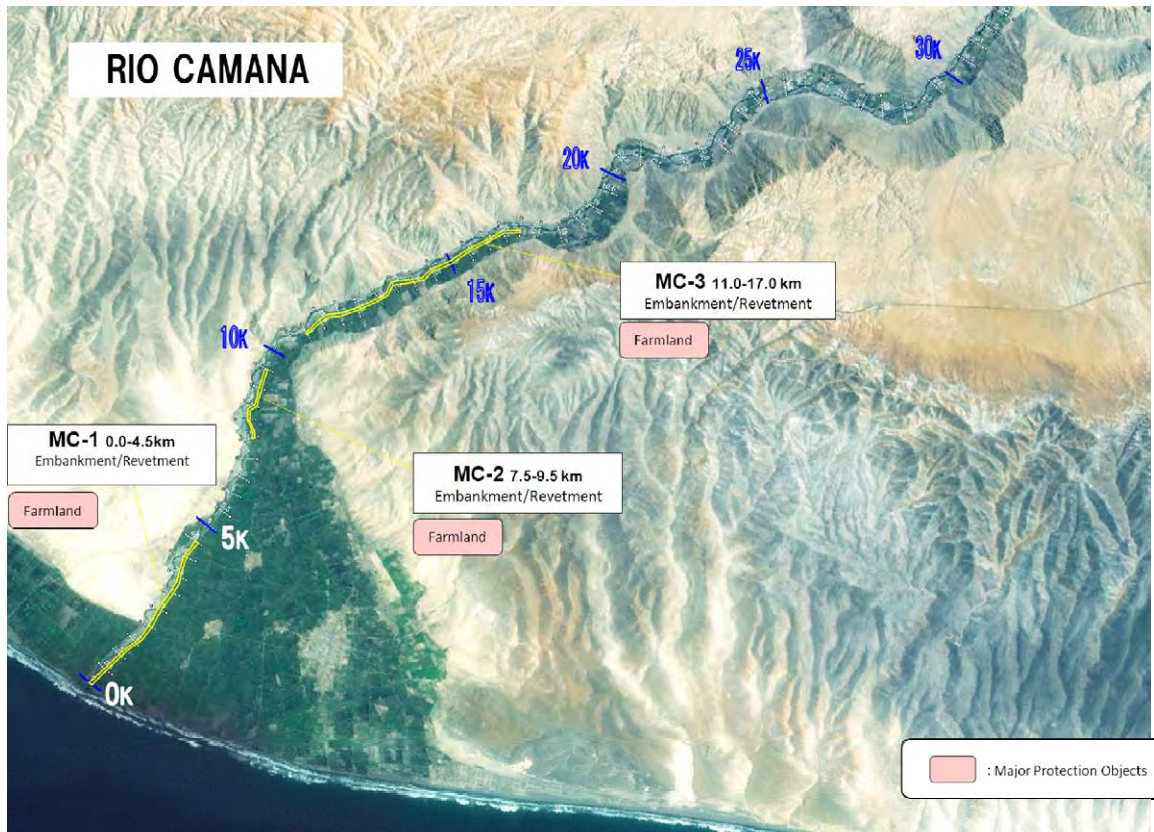 RIO CAMANA
25K
30K
20K
MC-3 11.0-17.0 km
Embankment/Revetment
Farmland
15K
10K
MC-1 0.0-4.5km
Embankment/Revetment
Farmland
MC-2 7.5-9.5 km
Embankment/Revetment
Farmland
5K
0K
: Major Protection Objects